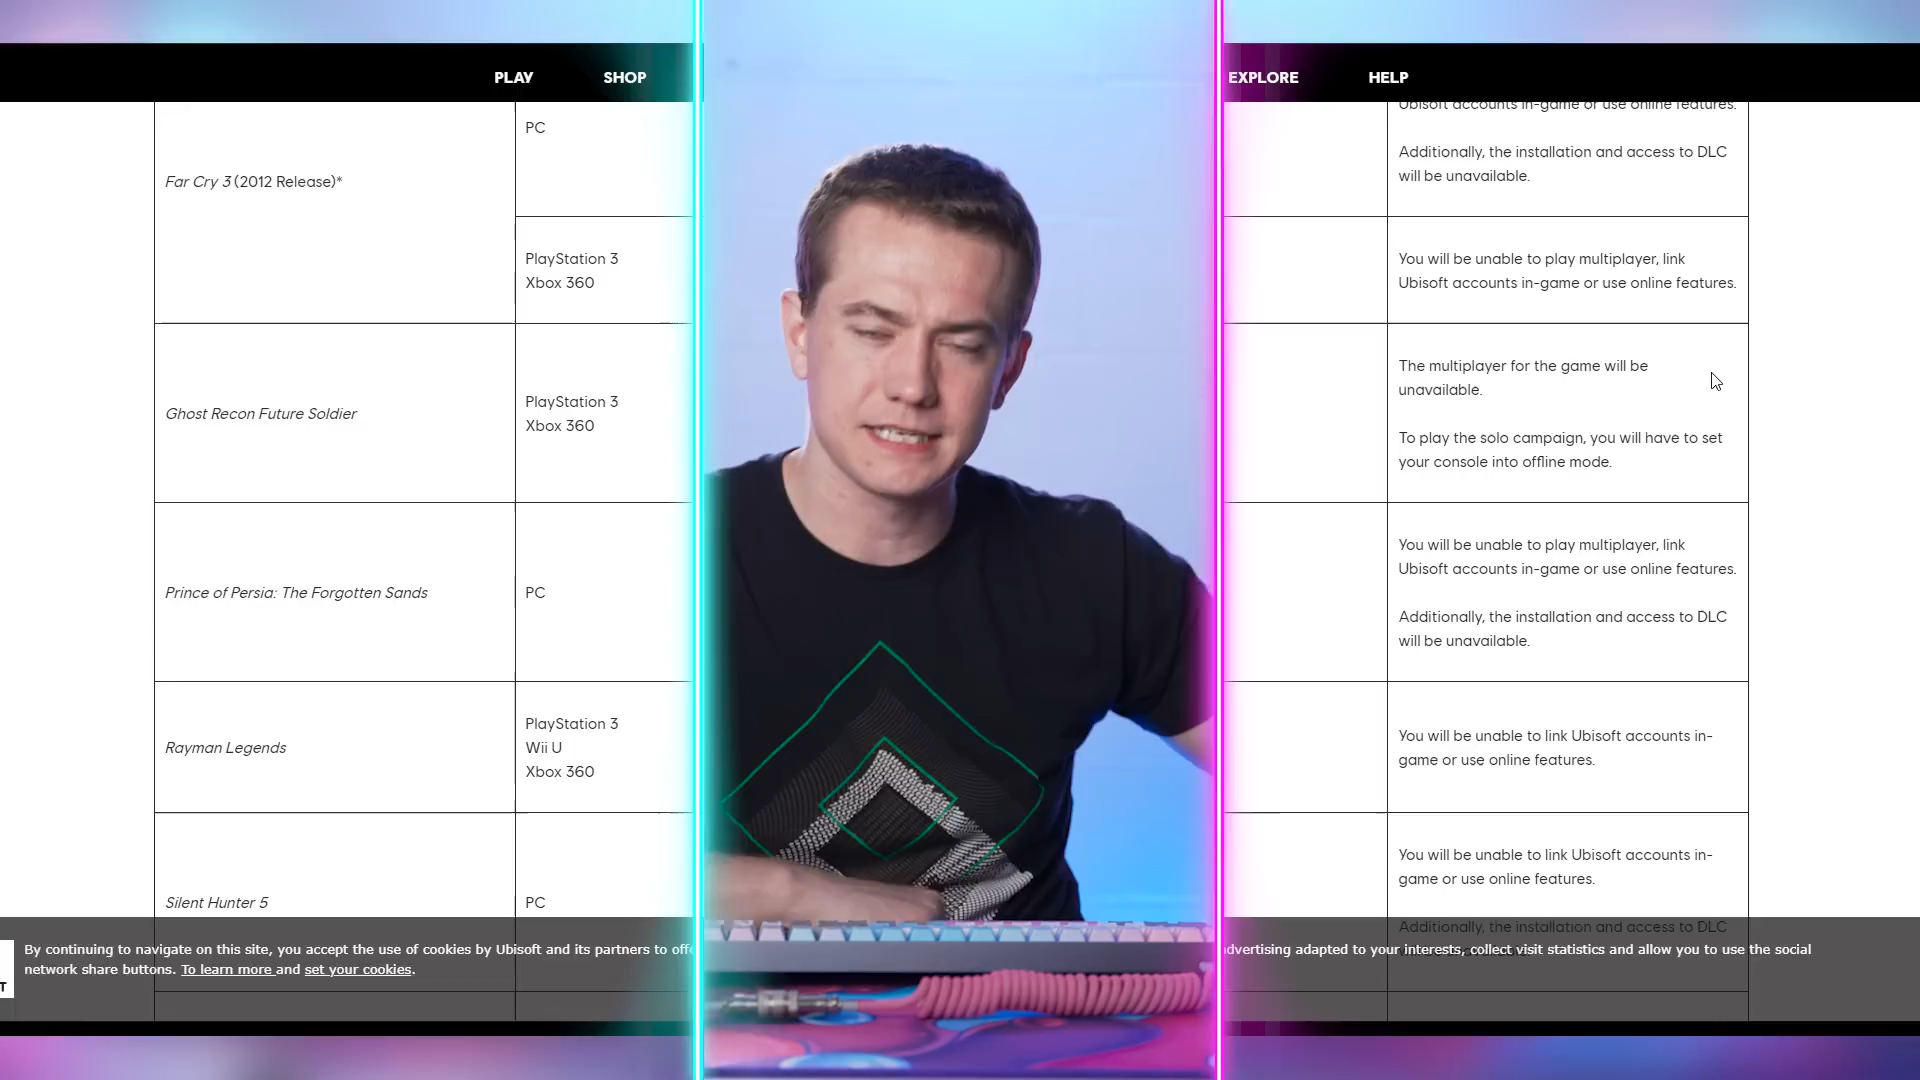 PLAY SHOP EXPLORE HELP
PC
Far Cry 3 (2012 Release)*
Ubisoft accounts in-game or use online features.
Additionally, the installation and access to DLC
will be unavailable.
PlayStation 3
Xbox 360
You will be unable to play multiplayer, link
Ubisoft accounts in-game or use online features.
Ghost Recon Future Soldier
PlayStation 3
Xbox 360
The multiplayer for the game will be
unavailable.
To play the solo campaign, you will have to set
your console into offline mode.
Prince of Persia: The Forgotten Sands
PC
You will be unable to play multiplayer, link
Ubisoft accounts in-game or use online features.
Additionally, the installation and access to DLC
will be unavailable.
Rayman Legends
PlayStation 3
Wii U
Xbox 360
You will be unable to link Ubisoft accounts in-
game or use online features.
Silent Hunter 5
PC
You will be unable to link Ubisoft accounts in-
game or use online features.
Additionally, the installation and access to DLC
By continuing to navigate on this site, you accept the use of cookies by Ubisoft and its partners to
advertising adapted to your interests, collect visit statistics and allow you to use the social
network share buttons. To learn more and set your cookies.
T